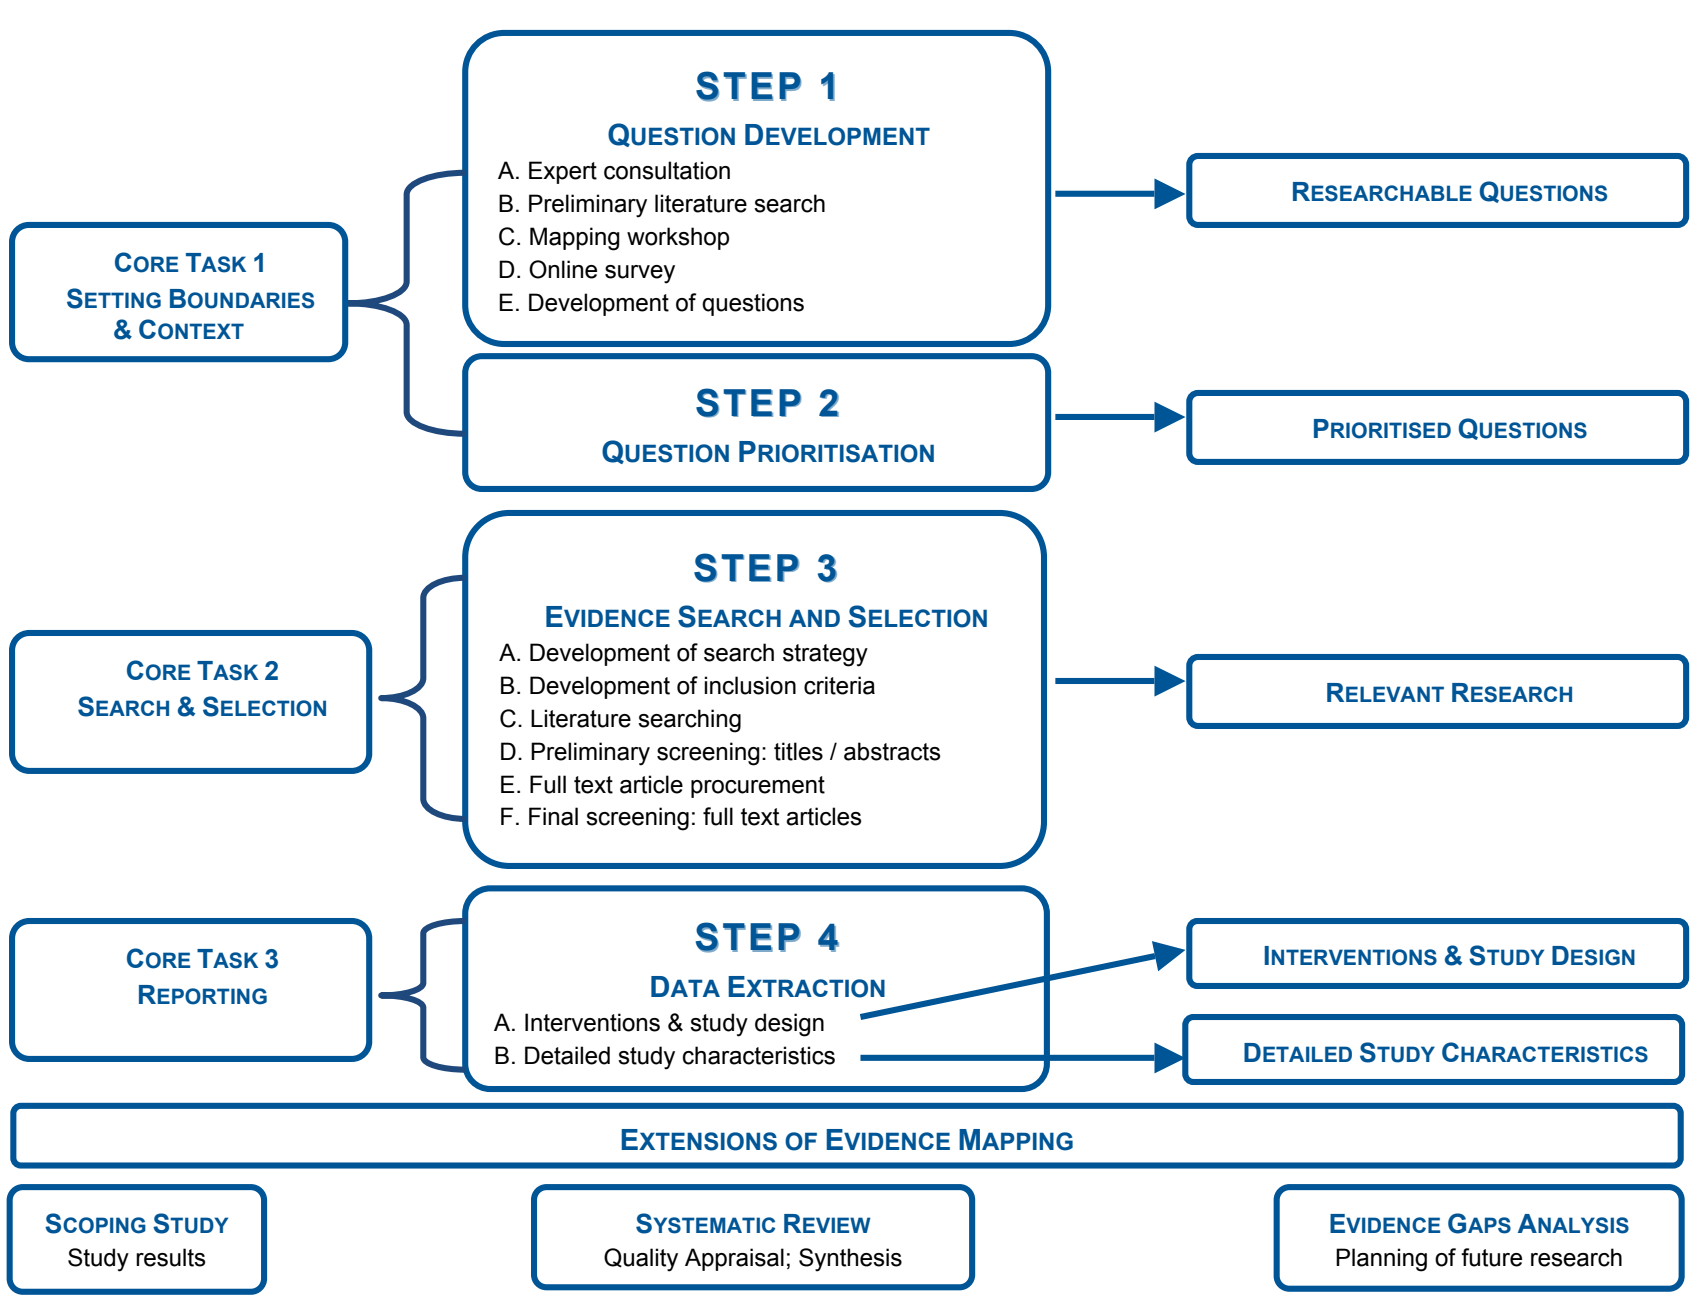 CORE TASK 1
SETTING BOUNDARIES
& CONTEXT
STEP 1
QUESTION DEVELOPMENT
A. Expert consultation
B. Preliminary literature search
C. Mapping workshop
D. Online survey
E. Development of questions
RESEARCHABLE QUESTIONS
STEP 2
QUESTION PRIORITISATION
PRIORITISED QUESTIONS
CORE TASK 2
SEARCH & SELECTION
STEP 3
EVIDENCE SEARCH AND SELECTION
A. Development of search strategy
B. Development of inclusion criteria
C. Literature searching
D. Preliminary screening: titles / abstracts
E. Full text article procurement
F. Final screening: full text articles
RELEVANT RESEARCH
CORE TASK 3
REPORTING
STEP 4
DATA EXTRACTION
A. Interventions & study design
B. Detailed study characteristics
INTERVENTIONS & STUDY DESIGN
DETAILED STUDY CHARACTERISTICS
EXTENSIONS OF EVIDENCE MAPPING
SCOPING STUDY
Study results
SYSTEMATIC REVIEW
Quality Appraisal; Synthesis
EVIDENCE GAPS ANALYSIS
Planning of future research